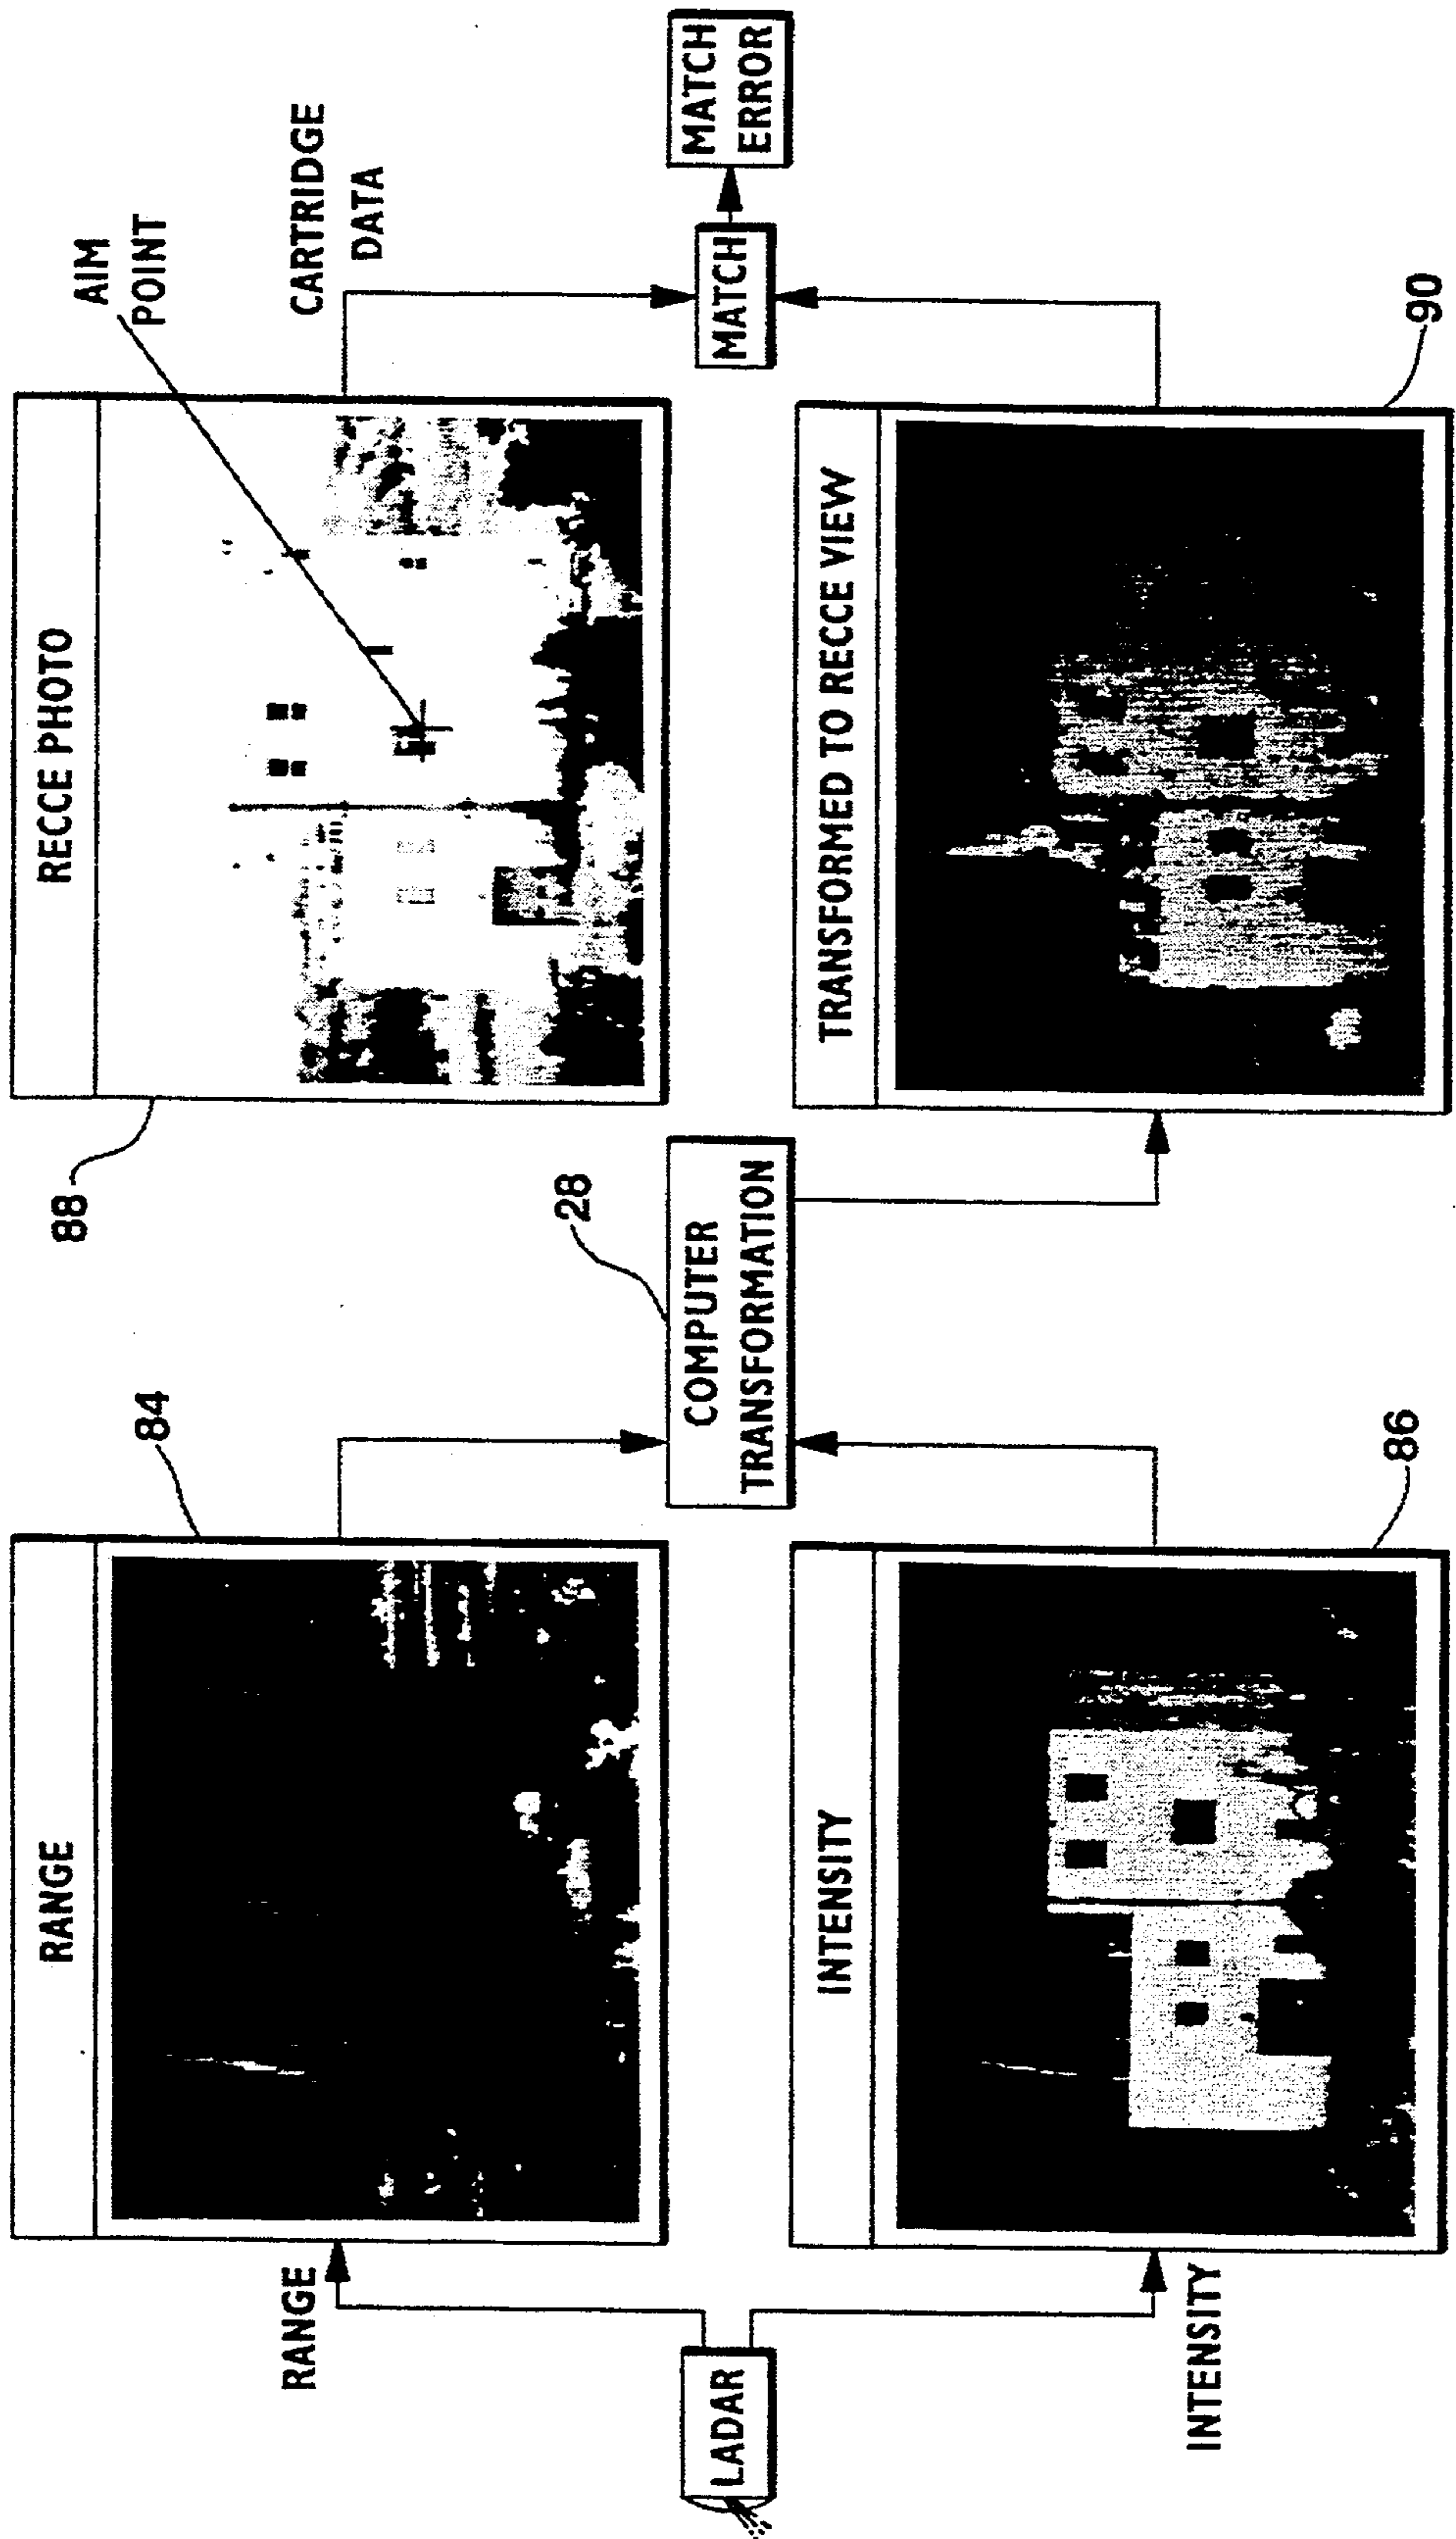 LADAR
RANGE
INTENSITY
RANGE
84
INTENSITY
86
COMPUTER
TRANSFORMATION
28
RECCE PHOTO
88
AIM
POINT
CARTRIDGE
DATA
TRANSFORMED TO RECCE VIEW
90
MATCH
MATCH
ERROR